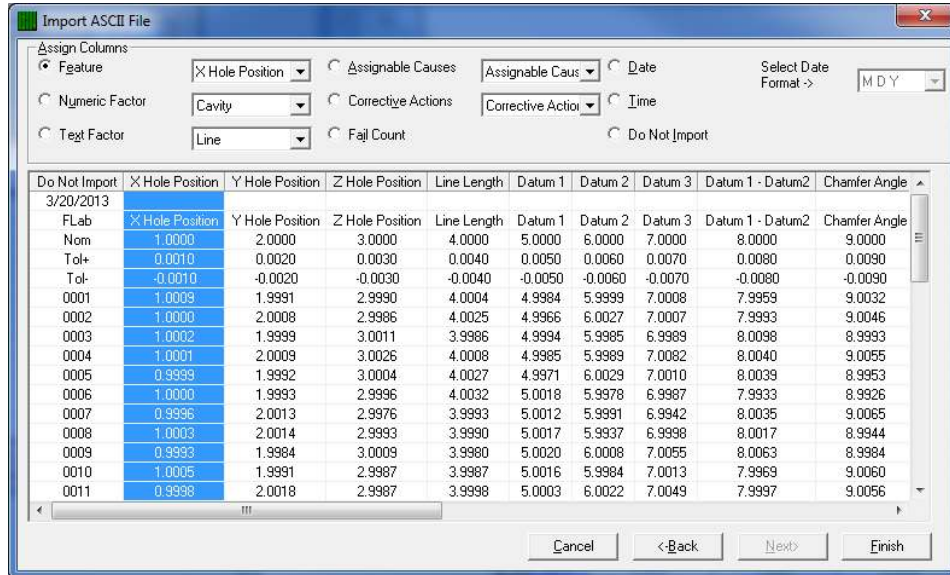 Import ASCII File
Assign Columns
Feature X Hole Position Assignable Causes Assignable Caus Date Select Date Format -> M D Y
Numeric Factor Cavity Corrective Actions Corrective Action Time
Text Factor Line Fail Count Do Not Import
Do Not Import X Hole Position Y Hole Position Z Hole Position Line Length Datum 1 Datum 2 Datum 3 Datum 1 - Datum2 Chamfer Angle
3/20/2013
FLab X Hole Position Y Hole Position Z Hole Position Line Length Datum 1 Datum 2 Datum 3 Datum 1 - Datum2 Chamfer Angle
Nom 1.0000 2.0000 3.0000 4.0000 5.0000 6.0000 7.0000 8.0000 9.0000
Tol+ 0.0010 0.0020 0.0030 0.0040 0.0050 0.0060 0.0070 0.0080 0.0090
Tol- -0.0010 -0.0020 -0.0030 -0.0040 -0.0050 -0.0060 -0.0070 -0.0080 -0.0090
0001 1.0009 1.9991 2.9990 4.0004 4.9984 5.9999 7.0008 7.9959 9.0032
0002 1.0000 2.0008 2.9986 4.0025 4.9966 6.0027 7.0007 7.9993 9.0046
0003 1.0002 1.9999 3.0011 3.9986 4.9994 5.9985 6.9989 8.0098 8.9993
0004 1.0001 2.0009 3.0026 4.0008 4.9985 5.9989 7.0082 8.0040 9.0055
0005 0.9999 1.9992 3.0004 4.0027 4.9971 6.0029 7.0010 8.0039 8.9953
0006 1.0000 1.9993 2.9996 4.0032 5.0018 5.9978 6.9987 7.9933 8.9926
0007 0.9996 2.0013 2.9976 3.9993 5.0012 5.9991 6.9942 8.0035 9.0065
0008 1.0003 2.0014 2.9993 3.9990 5.0017 5.9937 6.9998 8.0017 8.9944
0009 0.9993 1.9984 3.0009 3.9980 5.0020 6.0008 7.0055 8.0063 8.9984
0010 1.0005 1.9991 2.9987 3.9987 5.0016 5.9984 7.0013 7.9969 9.0060
0011 0.9998 2.0018 2.9987 3.9998 5.0003 6.0022 7.0049 7.9997 9.0056
Cancel <-Back Next> Finish